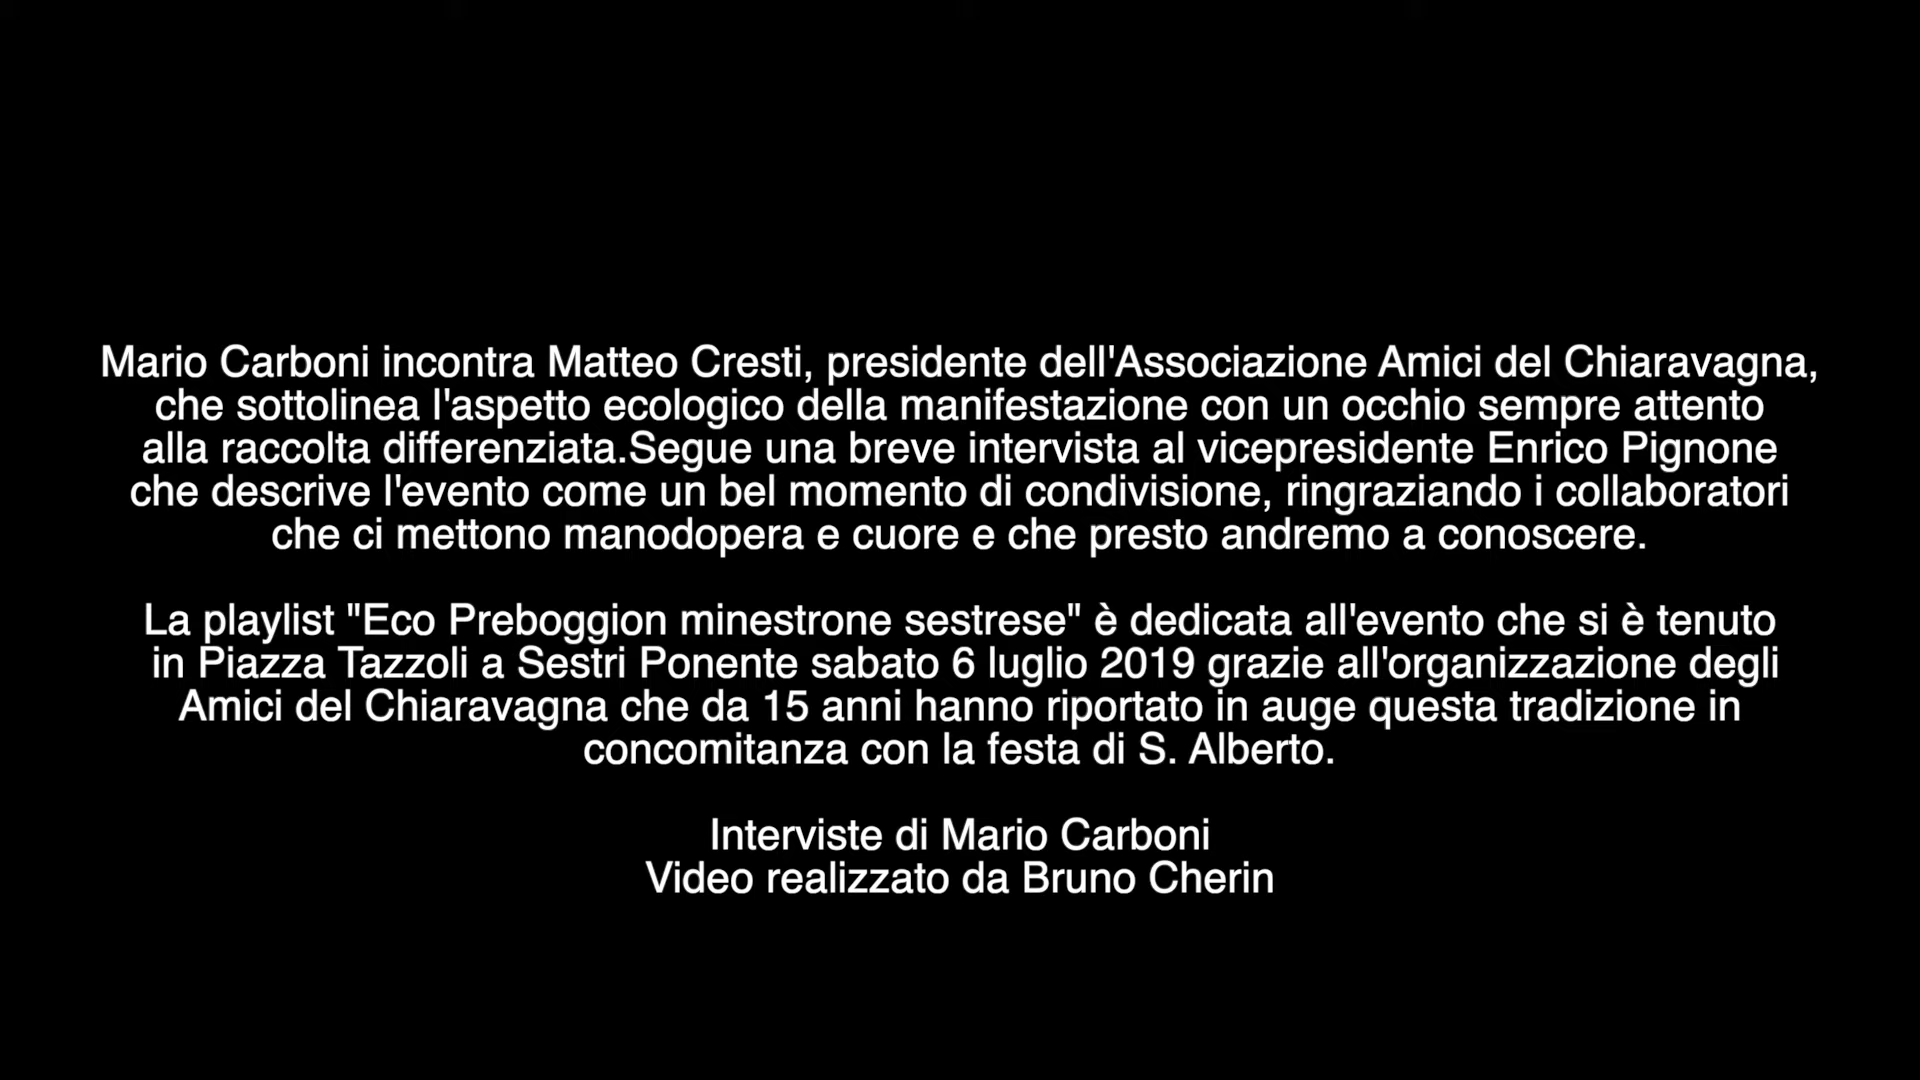 Mario Carboni incontra Matteo Cresti, presidente dell'Associazione Amici del Chiaravagna,
che sottolinea l'aspetto ecologico della manifestazione con un occhio sempre attento
alla raccolta differenziata.Segue una breve intervista al vicepresidente Enrico Pignone
che descrive l'evento come un bel momento di condivisione, ringraziando i collaboratori
che ci mettono manodopera e cuore e che presto andremo a conoscere.
La playlist "Eco Preboggion minestrone sestrese" è dedicata all'evento che si è tenuto
in Piazza Tazzoli a Sestri Ponente sabato 6 luglio 2019 grazie all'organizzazione degli
Amici del Chiaravagna che da 15 anni hanno riportato in auge questa tradizione in
concomitanza con la festa di S. Alberto.
Interviste di Mario Carboni
Video realizzato da Bruno Cherin